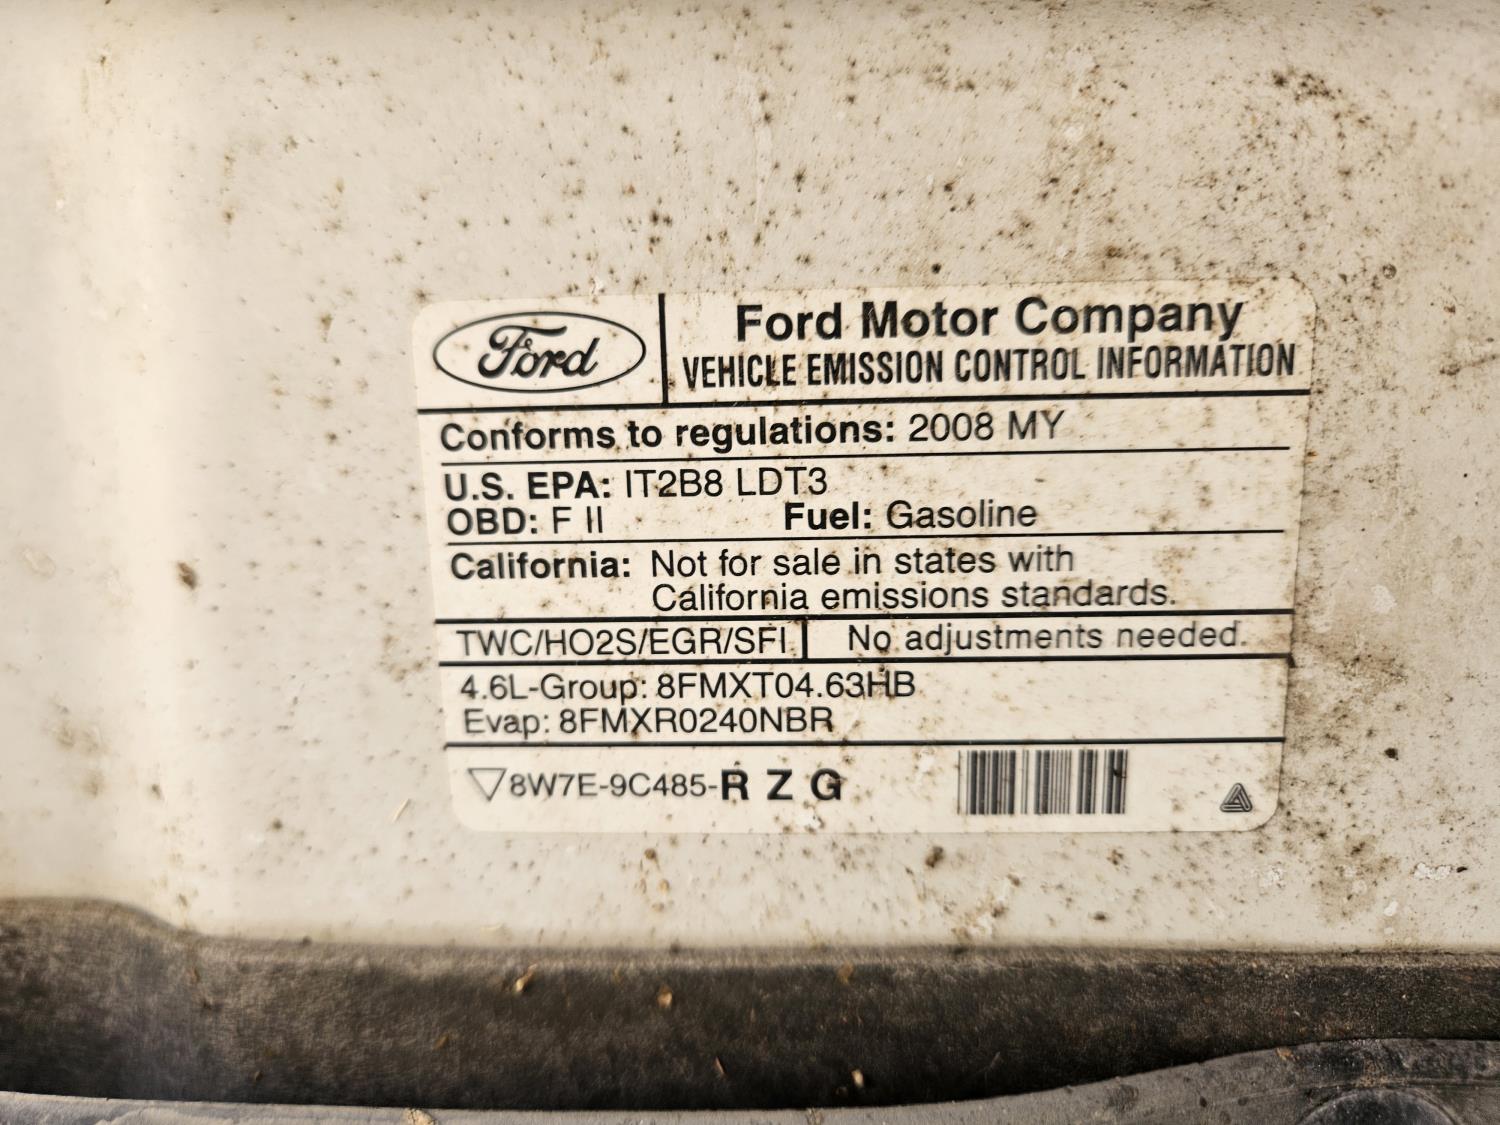 Ford
Ford Motor Company
VEHICLE EMISSION CONTROL INFORMATION
Conforms to regulations: 2008 MY
U.S. EPA: IT2B8 LDT3
OBD: F II Fuel: Gasoline
California: Not for sale in states with
California emissions standards.
TWC/HO2S/EGR/SFI No adjustments needed.
4.6L-Group: 8FMXT04.63HB
Evap: 8FMXR0240NBR
8W7E-9C485-R Z G